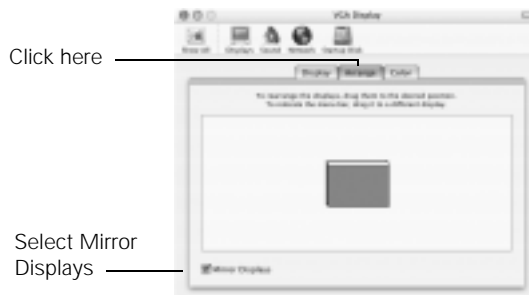 VGA Display
Show All Displays Sound Network Startup Disk
Click here
Display Arrange Color
To rearrange the displays, drag them to the desired position.
To relocate the menu bar, drag it to a different display.
Select Mirror
Displays
Mirror Displays